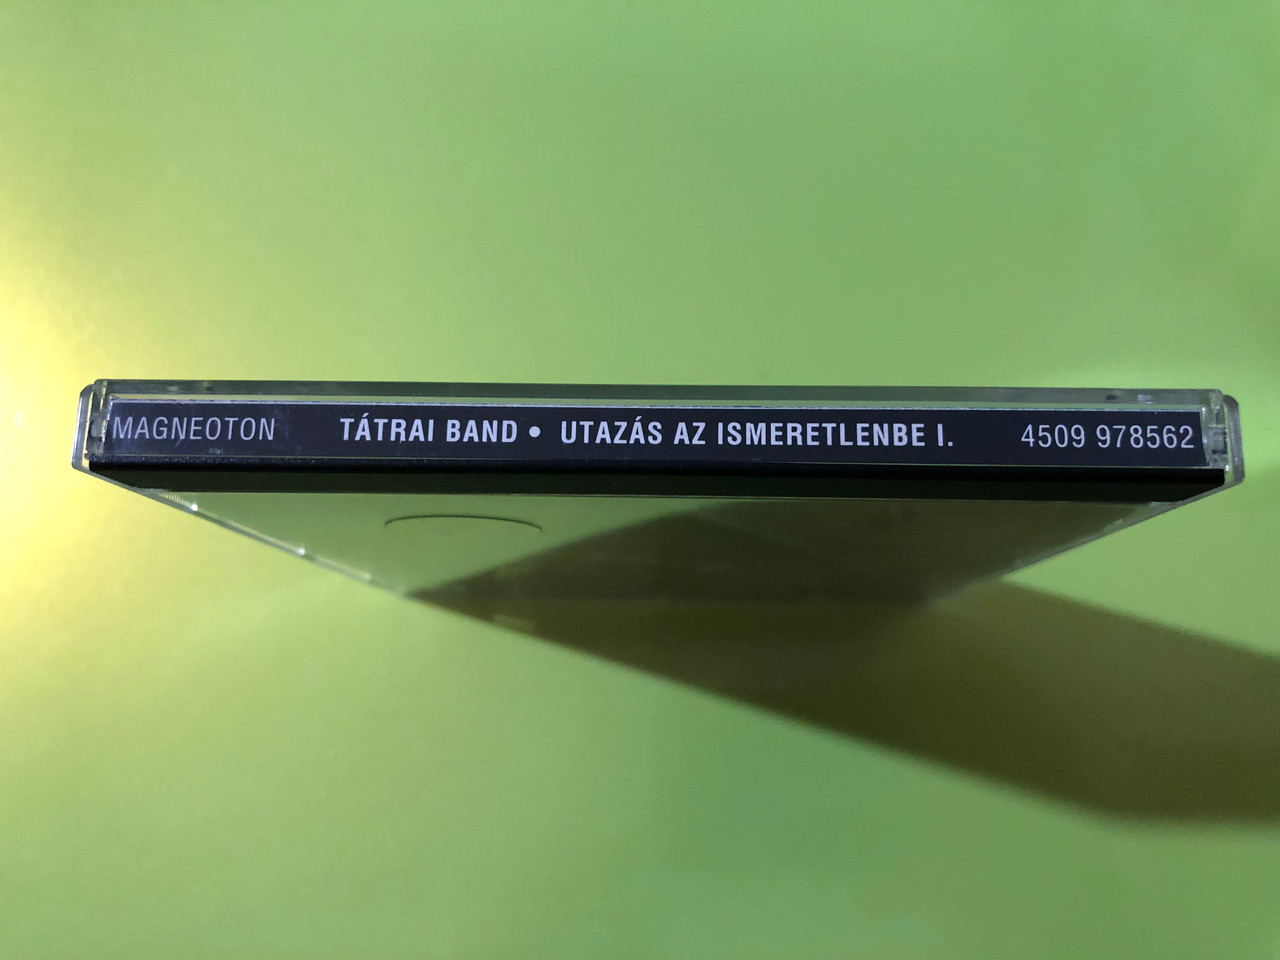 MAGNEOTON TÁTRAI BAND • UTAZÁS AZ ISMERETLENBE I. 4509 978562